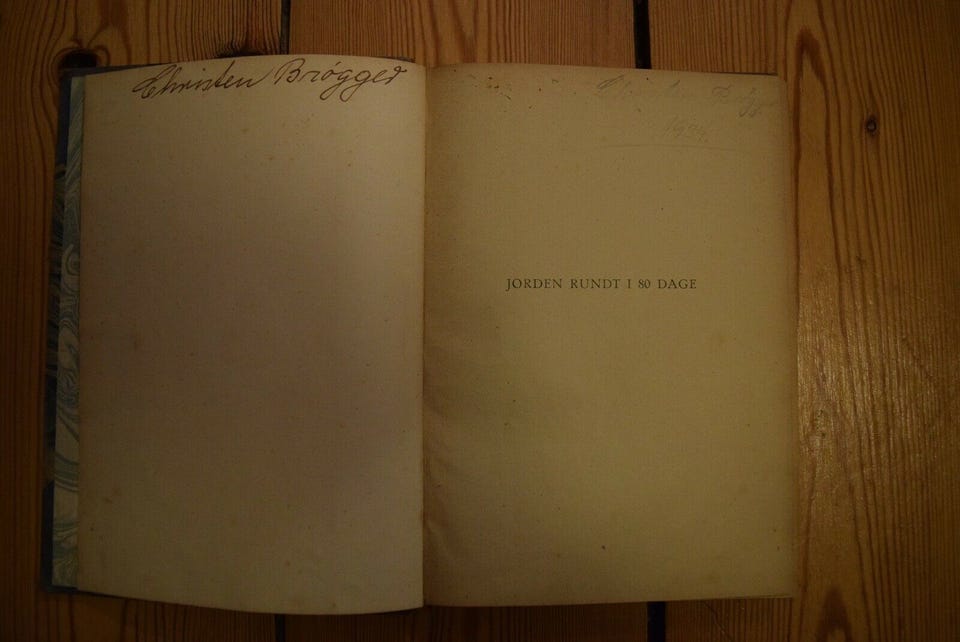 Christen Brøgger
JORDEN RUNDT I 80 DAGE